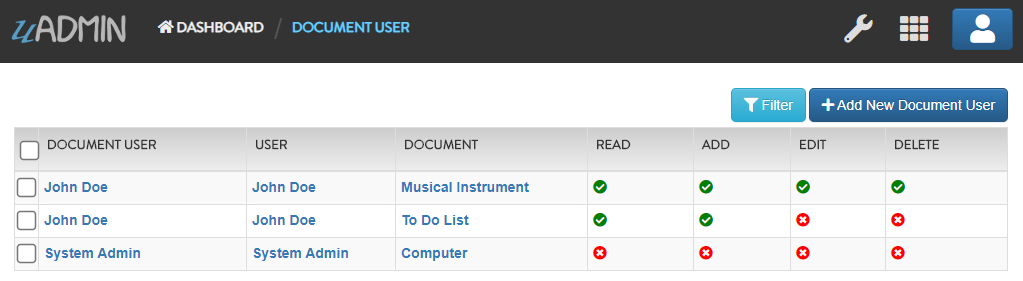 uADMIN DASHBOARD / DOCUMENT USER
Filter Add New Document User
DOCUMENT USER USER DOCUMENT READ ADD EDIT DELETE
John Doe John Doe Musical Instrument
John Doe John Doe To Do List
System Admin System Admin Computer